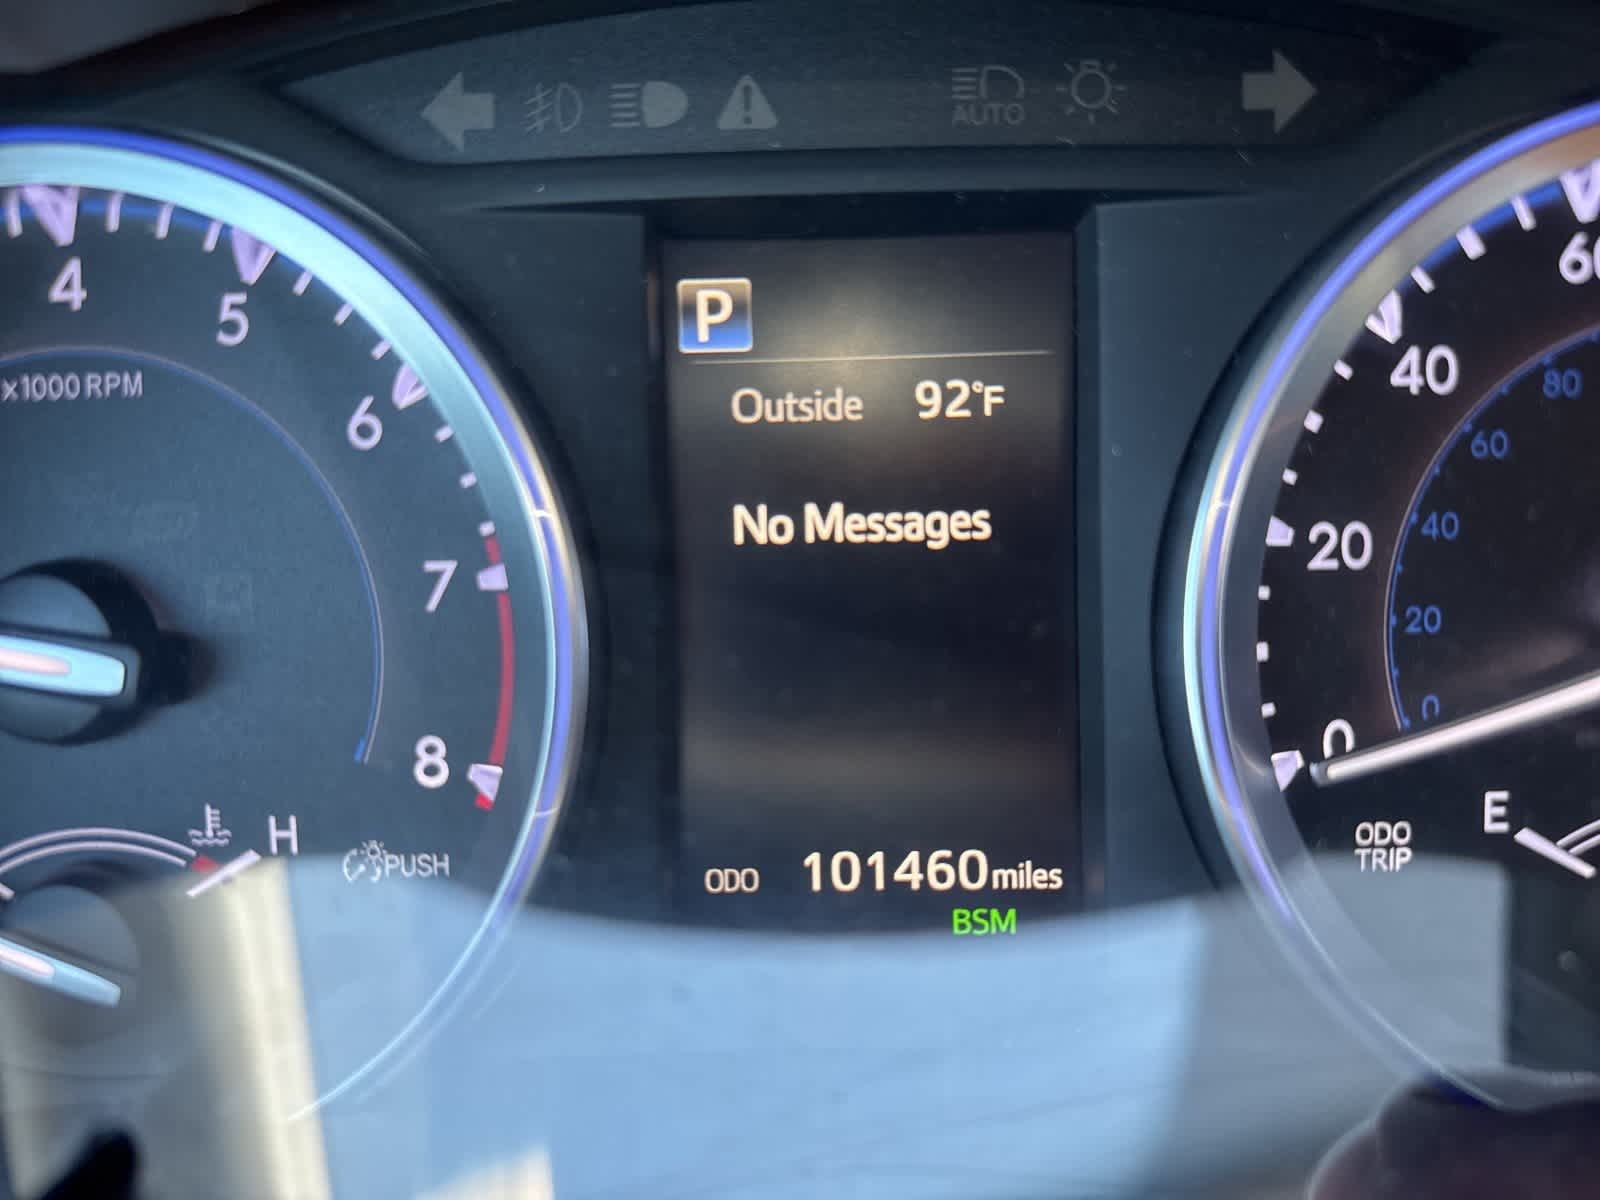 AUTO
4
5
6
7
8
x1000 RPM
H
PUSH
P
Outside 92°F
No Messages
ODO 101460 miles
BSM
60
40
20
0
80
60
40
20
0
ODO
TRIP
E